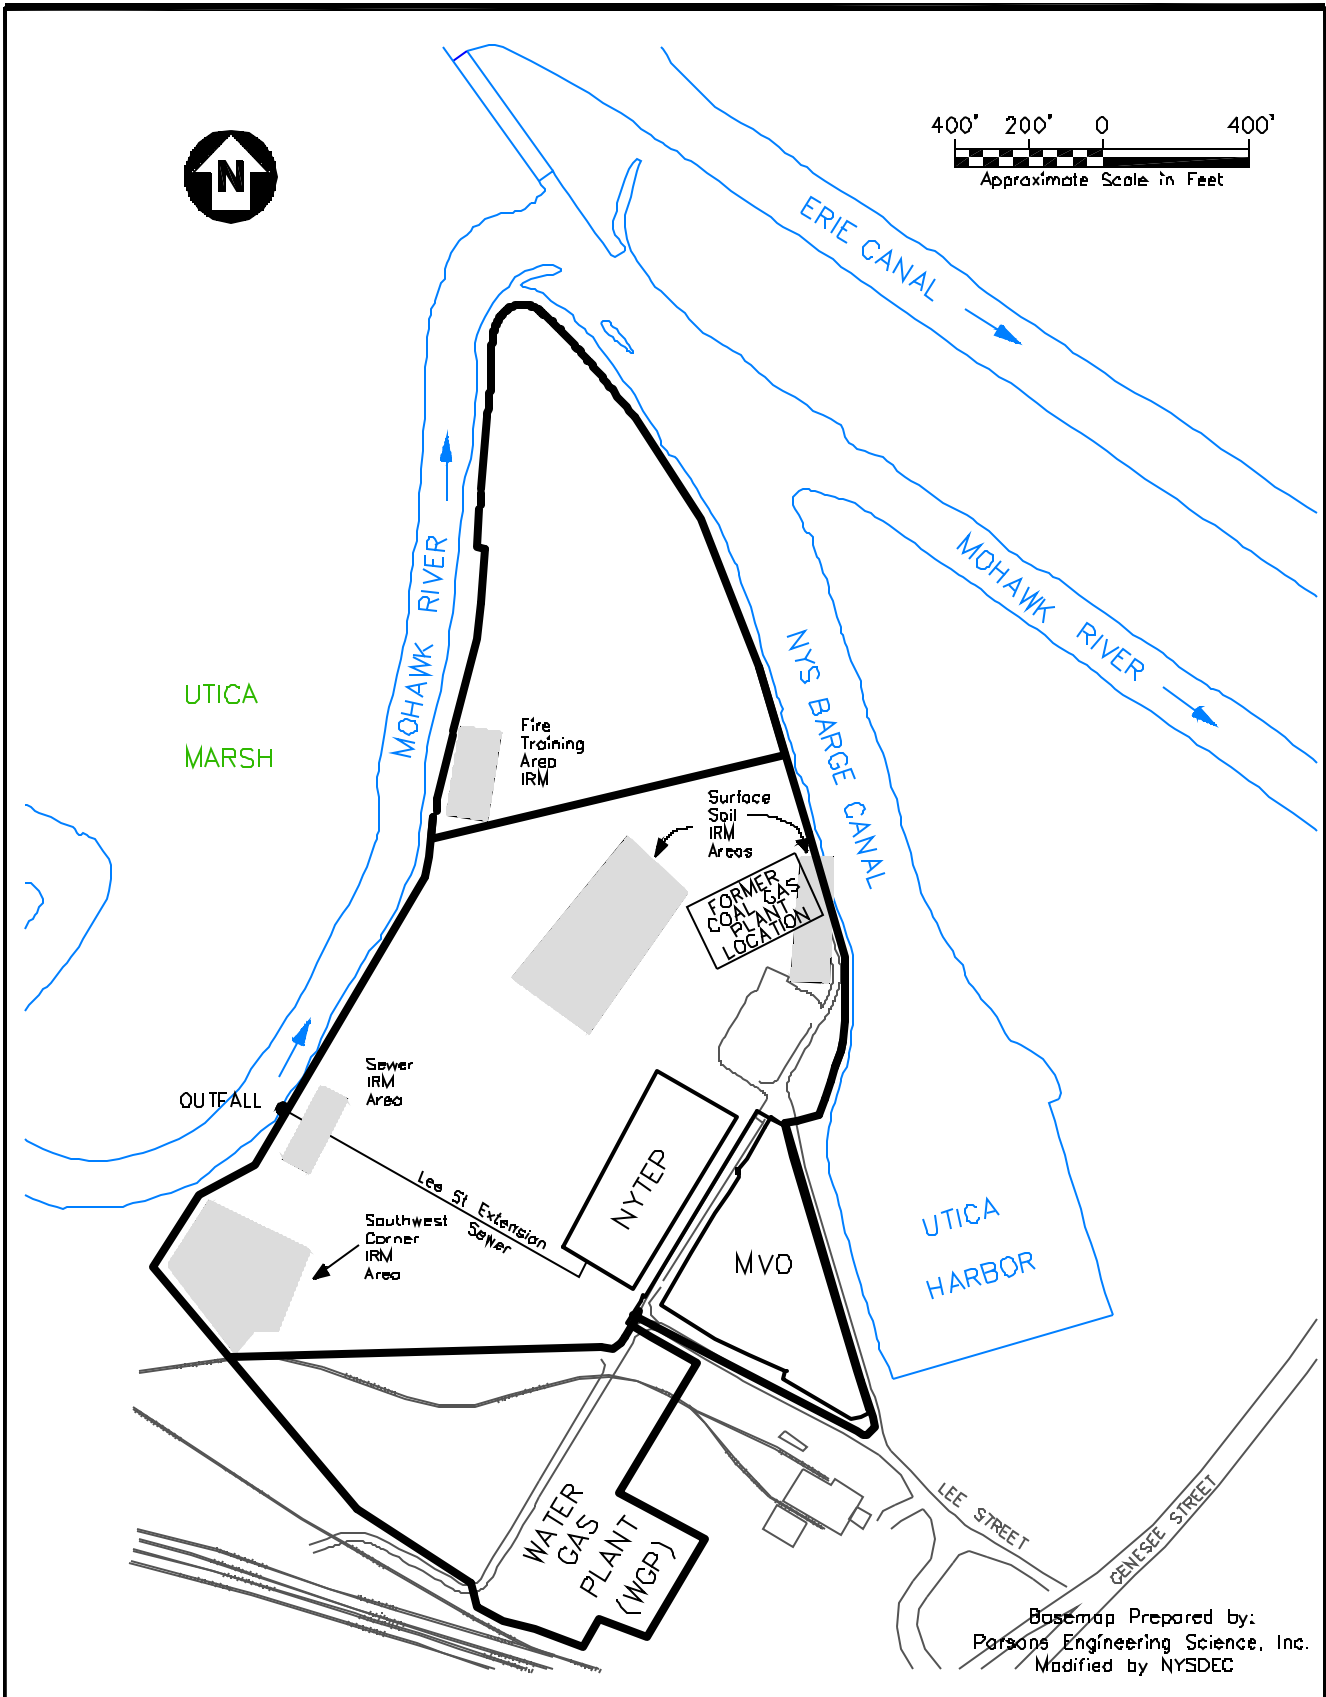 N
400' 200' 0 400'
Approximate Scale in Feet
ERIE CANAL
MOHAWK RIVER
MOHAWK RIVER
NYS BARGE CANAL
UTICA
MARSH
Fire
Training
Area
IRM
Surface
Soil
IRM
Areas
FORMER
COAL GAS
PLANT
LOCATION
Sewer
IRM
Area
OUTFALL
Lee St Extension
Sewer
Southwest
Corner
IRM
Area
NYTEP
MVO
UTICA
HARBOR
WATER
GAS
PLANT
(WGP)
LEE STREET
GENESEE STREET
Basemap Prepared by:
Parsons Engineering Science, Inc.
Modified by NYSDEC